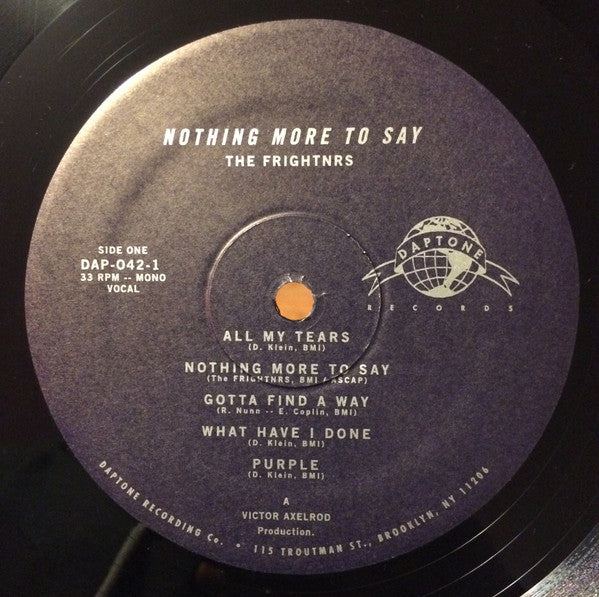 NOTHING MORE TO SAY
THE FRIGHTNRS
SIDE ONE
DAP-042-1
33 RPM -- MONO
VOCAL
DAPTONE
RECORDS
ALL MY TEARS
(D. Klein, BMI)
NOTHING MORE TO SAY
(The FRIGHTNRS, BMI / ASCAP)
GOTTA FIND A WAY
(R. Nunn -- E. Coplin, BMI)
WHAT HAVE I DONE
(D. Klein, BMI)
PURPLE
(D. Klein, BMI)
A
VICTOR AXELROD
Production.
DAPTONE RECORDING Co. • 115 TROUTMAN ST., BROOKLYN, NY 11206